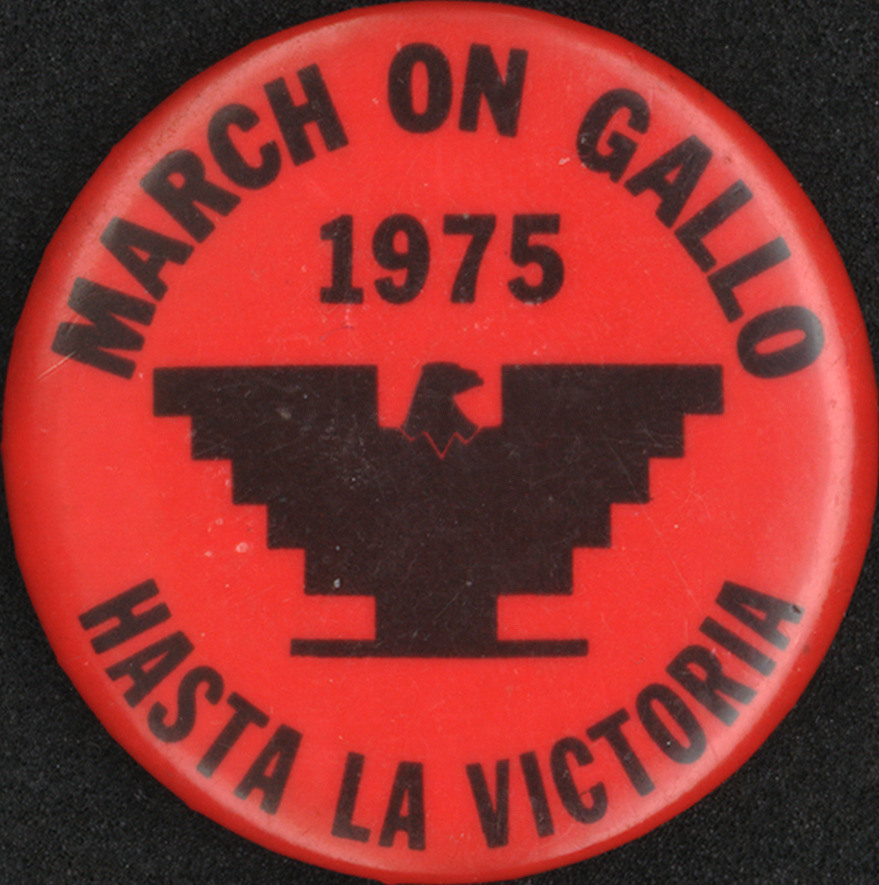 MARCH ON GALLO
1975
HASTA LA VICTORIA